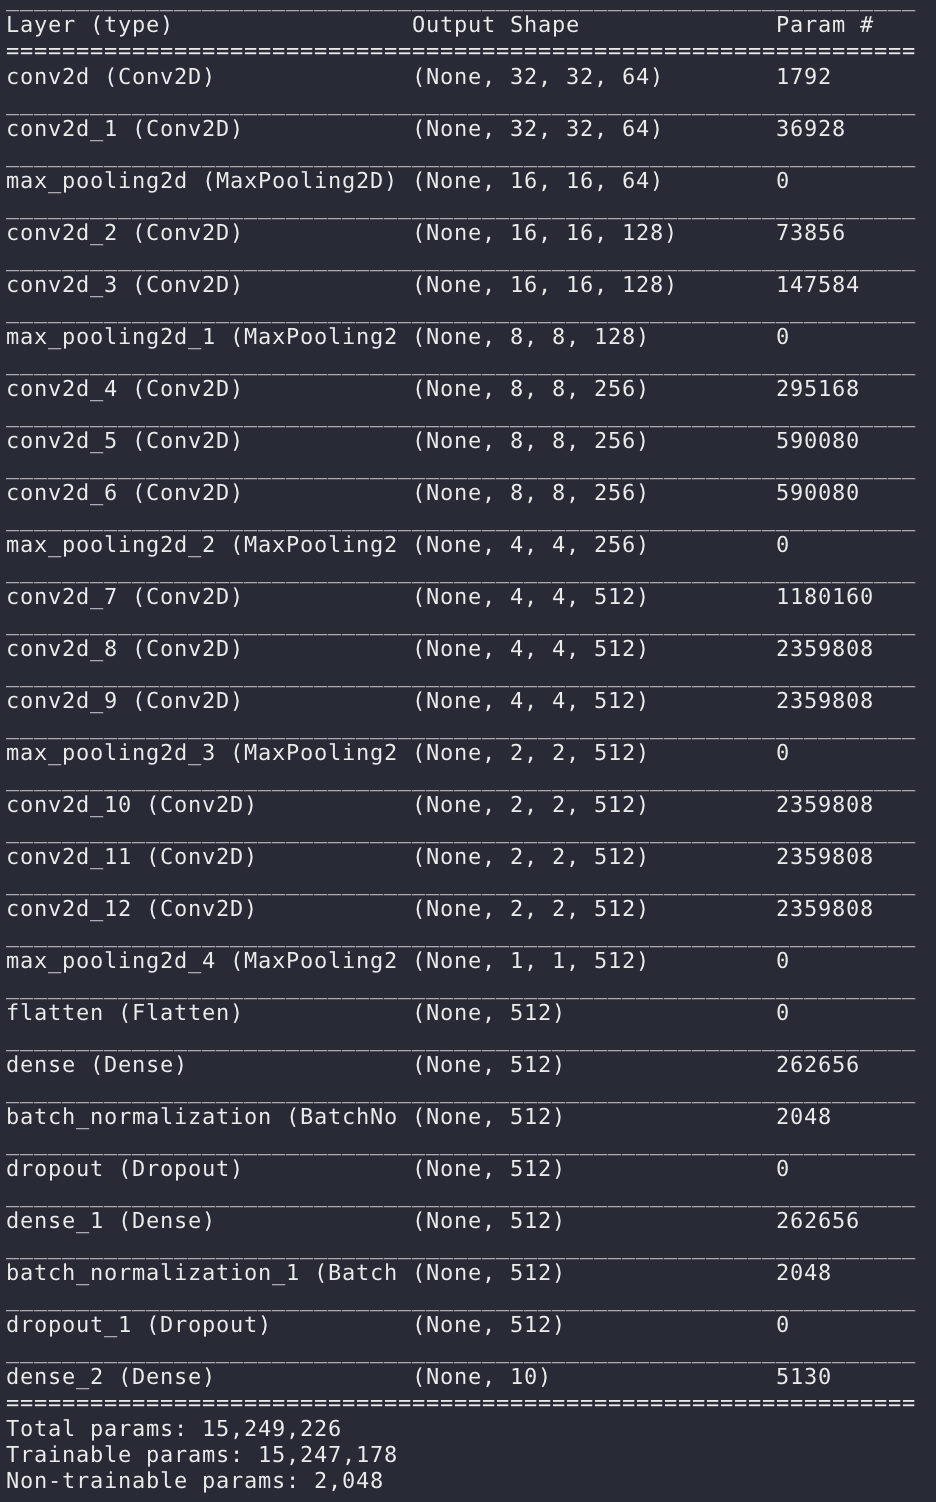 Layer (type) Output Shape Param #
=================================================================
conv2d (Conv2D) (None, 32, 32, 64) 1792
conv2d_1 (Conv2D) (None, 32, 32, 64) 36928
max_pooling2d (MaxPooling2D) (None, 16, 16, 64) 0
conv2d_2 (Conv2D) (None, 16, 16, 128) 73856
conv2d_3 (Conv2D) (None, 16, 16, 128) 147584
max_pooling2d_1 (MaxPooling2 (None, 8, 8, 128) 0
conv2d_4 (Conv2D) (None, 8, 8, 256) 295168
conv2d_5 (Conv2D) (None, 8, 8, 256) 590080
conv2d_6 (Conv2D) (None, 8, 8, 256) 590080
max_pooling2d_2 (MaxPooling2 (None, 4, 4, 256) 0
conv2d_7 (Conv2D) (None, 4, 4, 512) 1180160
conv2d_8 (Conv2D) (None, 4, 4, 512) 2359808
conv2d_9 (Conv2D) (None, 4, 4, 512) 2359808
max_pooling2d_3 (MaxPooling2 (None, 2, 2, 512) 0
conv2d_10 (Conv2D) (None, 2, 2, 512) 2359808
conv2d_11 (Conv2D) (None, 2, 2, 512) 2359808
conv2d_12 (Conv2D) (None, 2, 2, 512) 2359808
max_pooling2d_4 (MaxPooling2 (None, 1, 1, 512) 0
flatten (Flatten) (None, 512) 0
dense (Dense) (None, 512) 262656
batch_normalization (BatchNo (None, 512) 2048
dropout (Dropout) (None, 512) 0
dense_1 (Dense) (None, 512) 262656
batch_normalization_1 (Batch (None, 512) 2048
dropout_1 (Dropout) (None, 512) 0
dense_2 (Dense) (None, 10) 5130
=================================================================
Total params: 15,249,226
Trainable params: 15,247,178
Non-trainable params: 2,048